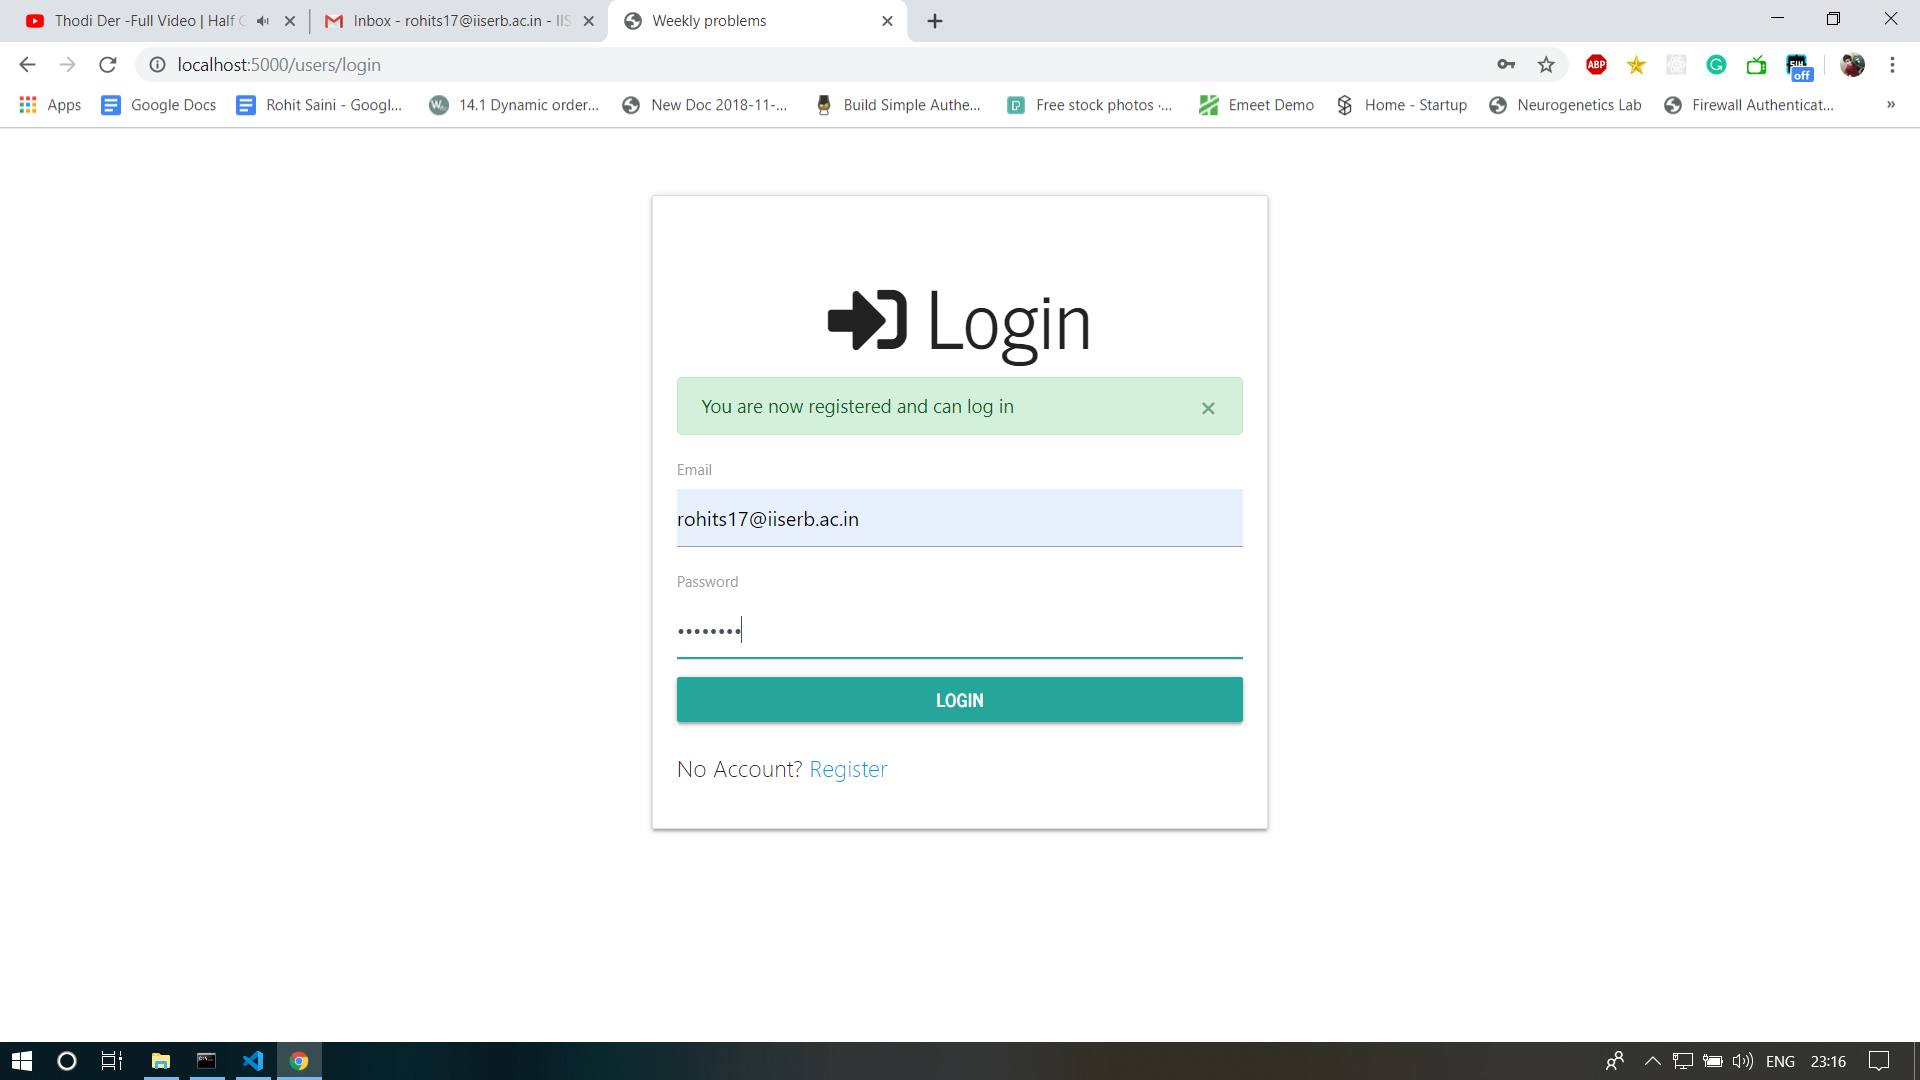 Thodi Der -Full Video | Half G
Inbox - rohits17@iiserb.ac.in - IIS
Weekly problems
localhost:5000/users/login
ABP
off
Apps
Google Docs
Rohit Saini - Googl...
14.1 Dynamic order...
New Doc 2018-11-...
Build Simple Authe...
Free stock photos ·...
Emeet Demo
Home - Startup
Neurogenetics Lab
Firewall Authenticat...
»
Login
You are now registered and can log in
×
Email
rohits17@iiserb.ac.in
Password
••••••••
LOGIN
No Account? Register
ENG
23:16